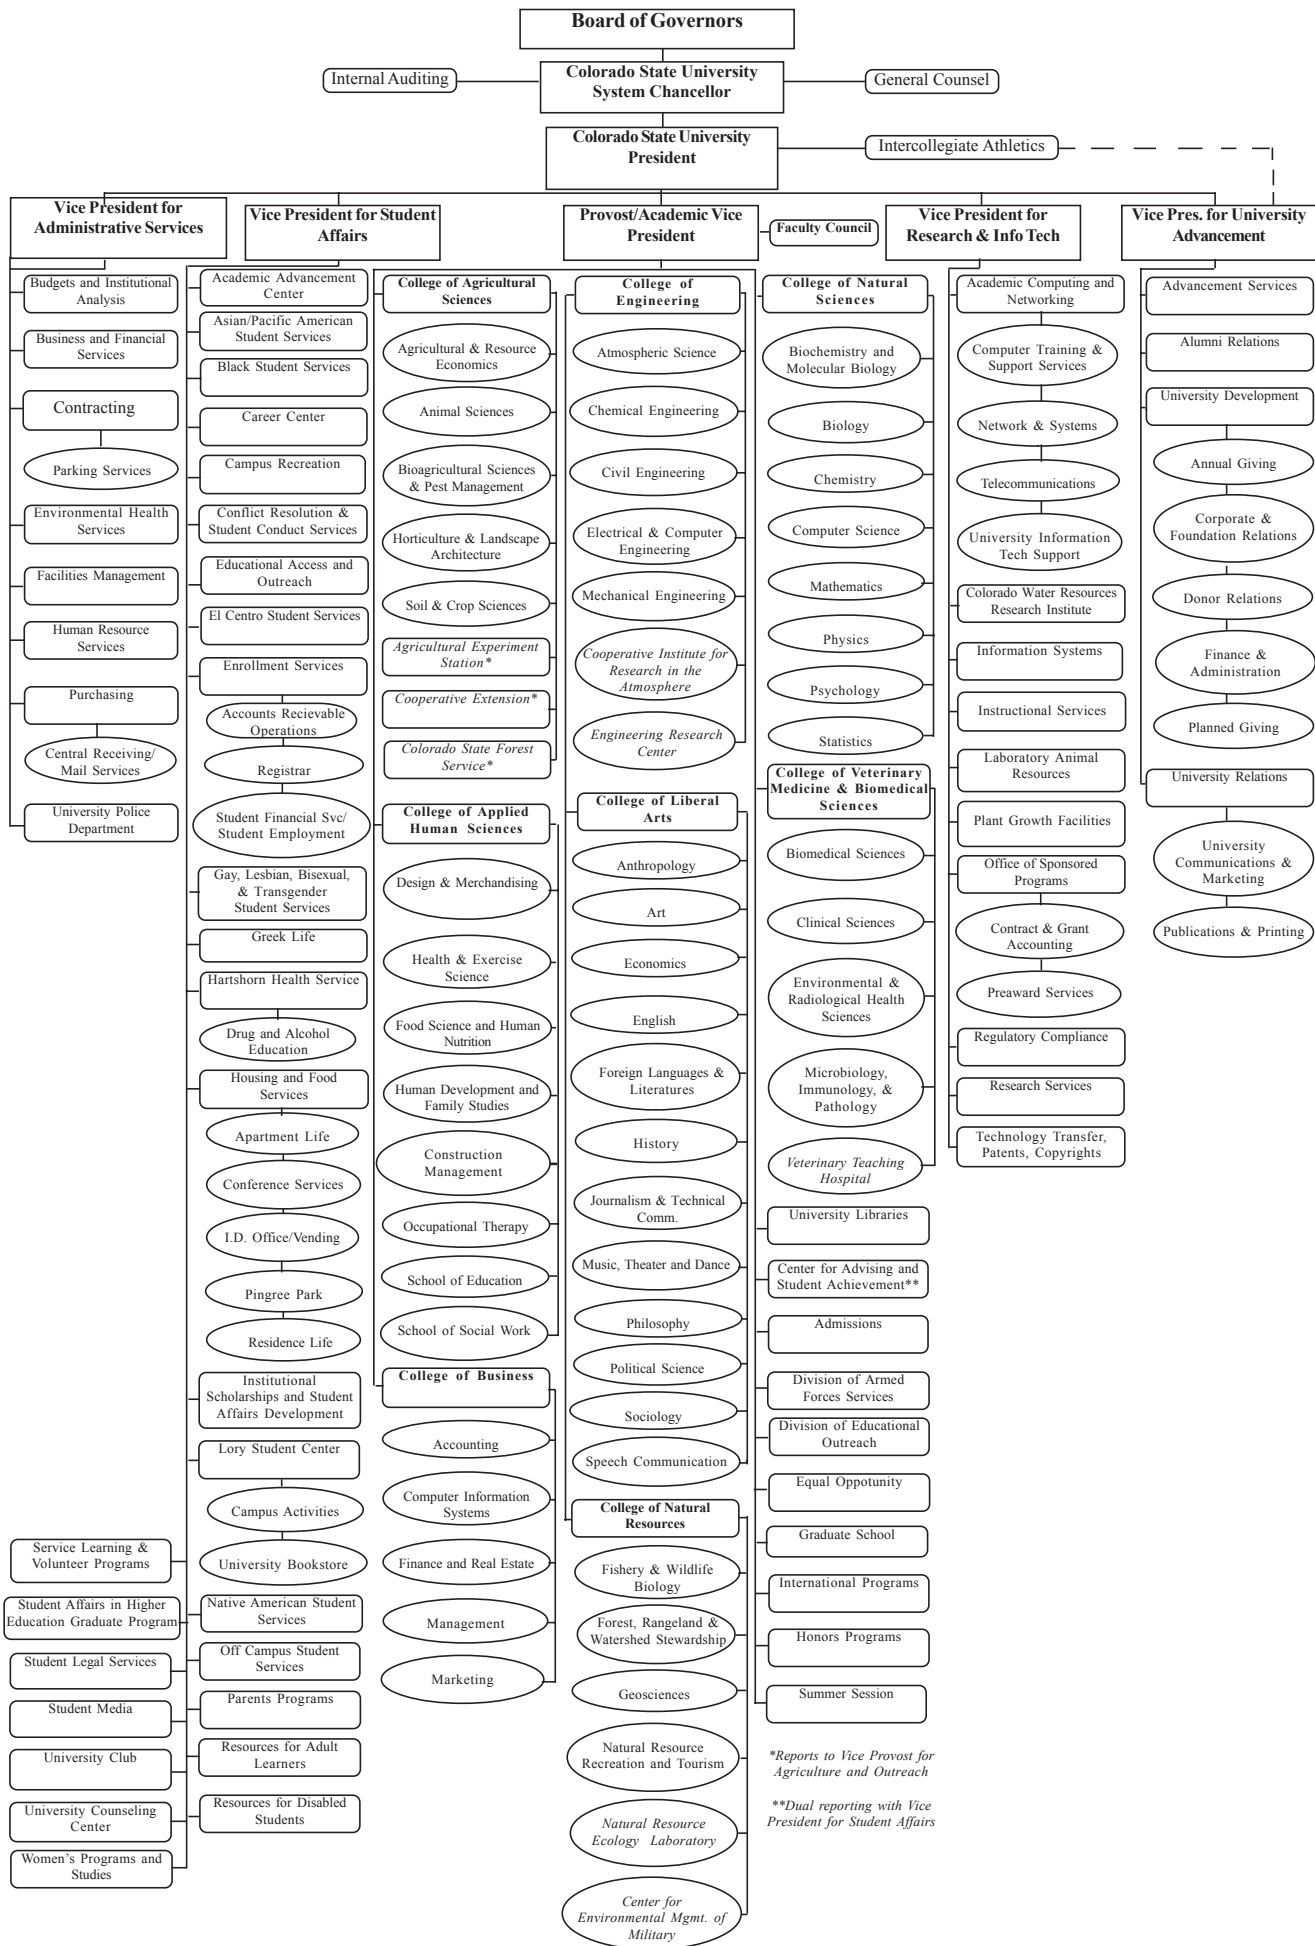 Board of Governors
Internal Auditing
Colorado State University
System Chancellor
General Counsel
Colorado State University
President
Intercollegiate Athletics
Vice President for
Administrative Services
Vice President for Student
Affairs
Provost/Academic Vice
President
Faculty Council
Vice President for
Research & Info Tech
Vice Pres. for University
Advancement
Budgets and Institutional
Analysis
Business and Financial
Services
Contracting
Parking Services
Environmental Health
Services
Facilities Management
Human Resource
Services
Purchasing
Central Receiving/
Mail Services
University Police
Department
Academic Advancement
Center
Asian/Pacific American
Student Services
Black Student Services
Career Center
Campus Recreation
Conflict Resolution &
Student Conduct Services
Educational Access and
Outreach
El Centro Student Services
Enrollment Services
Accounts Recievable
Operations
Registrar
Student Financial Svc/
Student Employment
Gay, Lesbian, Bisexual,
& Transgender
Student Services
Greek Life
Hartshorn Health Service
Drug and Alcohol
Education
Housing and Food
Services
Apartment Life
Conference Services
I.D. Office/Vending
Pingree Park
Residence Life
Institutional
Scholarships and Student
Affairs Development
Lory Student Center
Campus Activities
University Bookstore
Native American Student
Services
Off Campus Student
Services
Parents Programs
Resources for Adult
Learners
Resources for Disabled
Students
Service Learning &
Volunteer Programs
Student Affairs in Higher
Education Graduate Program
Student Legal Services
Student Media
University Club
University Counseling
Center
Women's Programs and
Studies
College of Agricultural
Sciences
Agricultural & Resource
Economics
Animal Sciences
Bioagricultural Sciences
& Pest Management
Horticulture & Landscape
Architecture
Soil & Crop Sciences
Agricultural Experiment
Station*
Cooperative Extension*
Colorado State Forest
Service*
College of Applied
Human Sciences
Design & Merchandising
Health & Exercise
Science
Food Science and Human
Nutrition
Human Development and
Family Studies
Construction
Management
Occupational Therapy
School of Education
School of Social Work
College of Business
Accounting
Computer Information
Systems
Finance and Real Estate
Management
Marketing
College of
Engineering
Atmospheric Science
Chemical Engineering
Civil Engineering
Electrical & Computer
Engineering
Mechanical Engineering
Cooperative Institute for
Research in the
Atmosphere
Engineering Research
Center
College of Liberal
Arts
Anthropology
Art
Economics
English
Foreign Languages &
Literatures
History
Journalism & Technical
Comm.
Music, Theater and Dance
Philosophy
Political Science
Sociology
Speech Communication
College of Natural
Resources
Fishery & Wildlife
Biology
Forest, Rangeland &
Watershed Stewardship
Geosciences
Natural Resource
Recreation and Tourism
Natural Resource
Ecology Laboratory
Center for
Environmental Mgmt. of
Military
College of Natural
Sciences
Biochemistry and
Molecular Biology
Biology
Chemistry
Computer Science
Mathematics
Physics
Psychology
Statistics
College of Veterinary
Medicine & Biomedical
Sciences
Biomedical Sciences
Clinical Sciences
Environmental &
Radiological Health
Sciences
Microbiology,
Immunology, &
Pathology
Veterinary Teaching
Hospital
University Libraries
Center for Advising and
Student Achievement**
Admissions
Division of Armed
Forces Services
Division of Educational
Outreach
Equal Oppotunity
Graduate School
International Programs
Honors Programs
Summer Session
*Reports to Vice Provost for
Agriculture and Outreach
**Dual reporting with Vice
President for Student Affairs
Academic Computing and
Networking
Computer Training &
Support Services
Network & Systems
Telecommunications
University Information
Tech Support
Colorado Water Resources
Research Institute
Information Systems
Instructional Services
Laboratory Animal
Resources
Plant Growth Facilities
Office of Sponsored
Programs
Contract & Grant
Accounting
Preaward Services
Regulatory Compliance
Research Services
Technology Transfer,
Patents, Copyrights
Advancement Services
Alumni Relations
University Development
Annual Giving
Corporate &
Foundation Relations
Donor Relations
Finance &
Administration
Planned Giving
University Relations
University
Communications &
Marketing
Publications & Printing